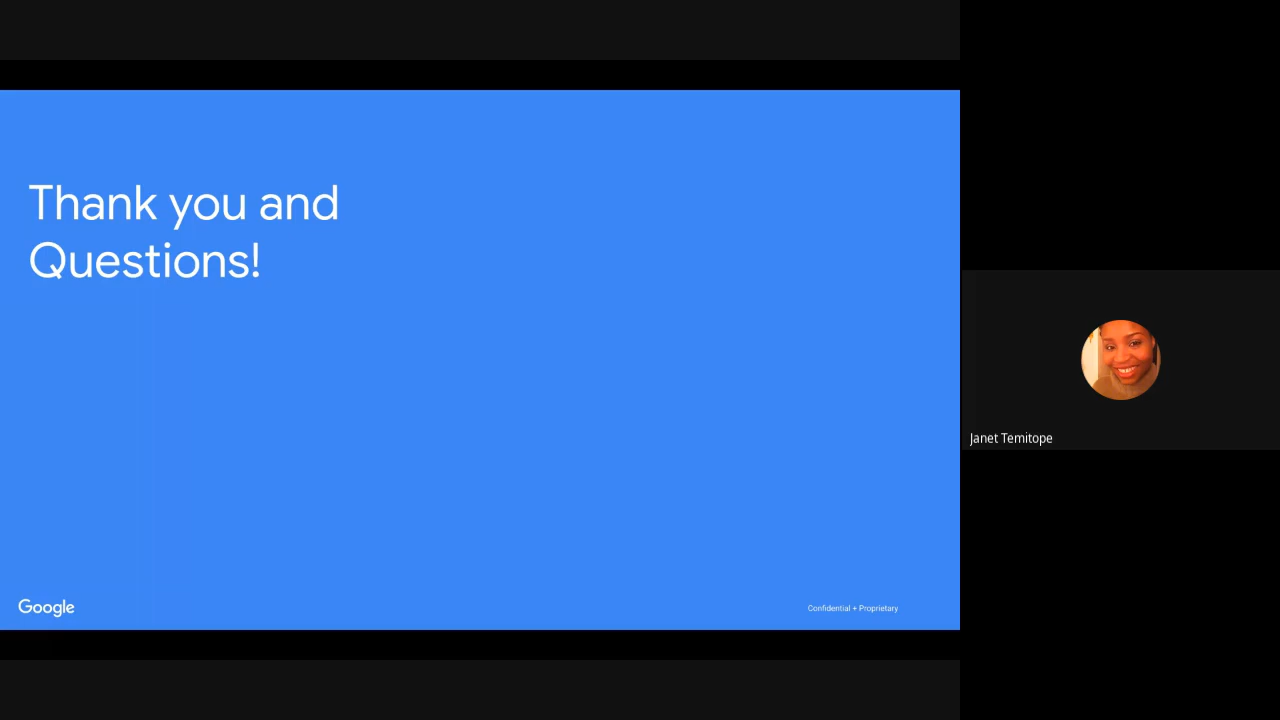 Thank you and
Questions!
Janet Temitope
Google
Confidential + Proprietary